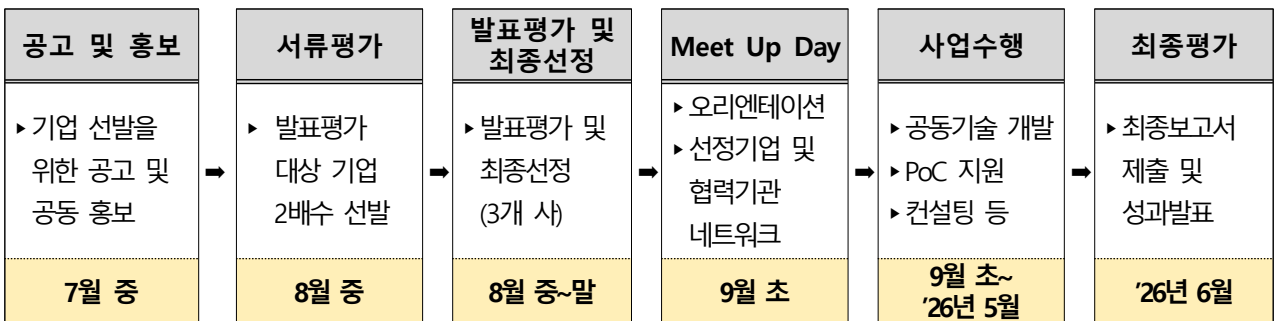 공고 및 홍보
▸기업 선발을
위한 공고 및
공동 홍보
7월 중
➡
서류평가
▸ 발표평가
대상 기업
2배수 선발
8월 중
➡
발표평가 및
최종선정
▸발표평가 및
최종선정
(3개 사)
8월 중~말
➡
Meet Up Day
▸오리엔테이션
▸선정기업 및
협력기관
네트워크
9월 초
➡
사업수행
▸공동기술 개발
▸PoC 지원
▸컨설팅 등
9월 초~
'26년 5월
➡
최종평가
▸최종보고서
제출 및
성과발표
'26년 6월